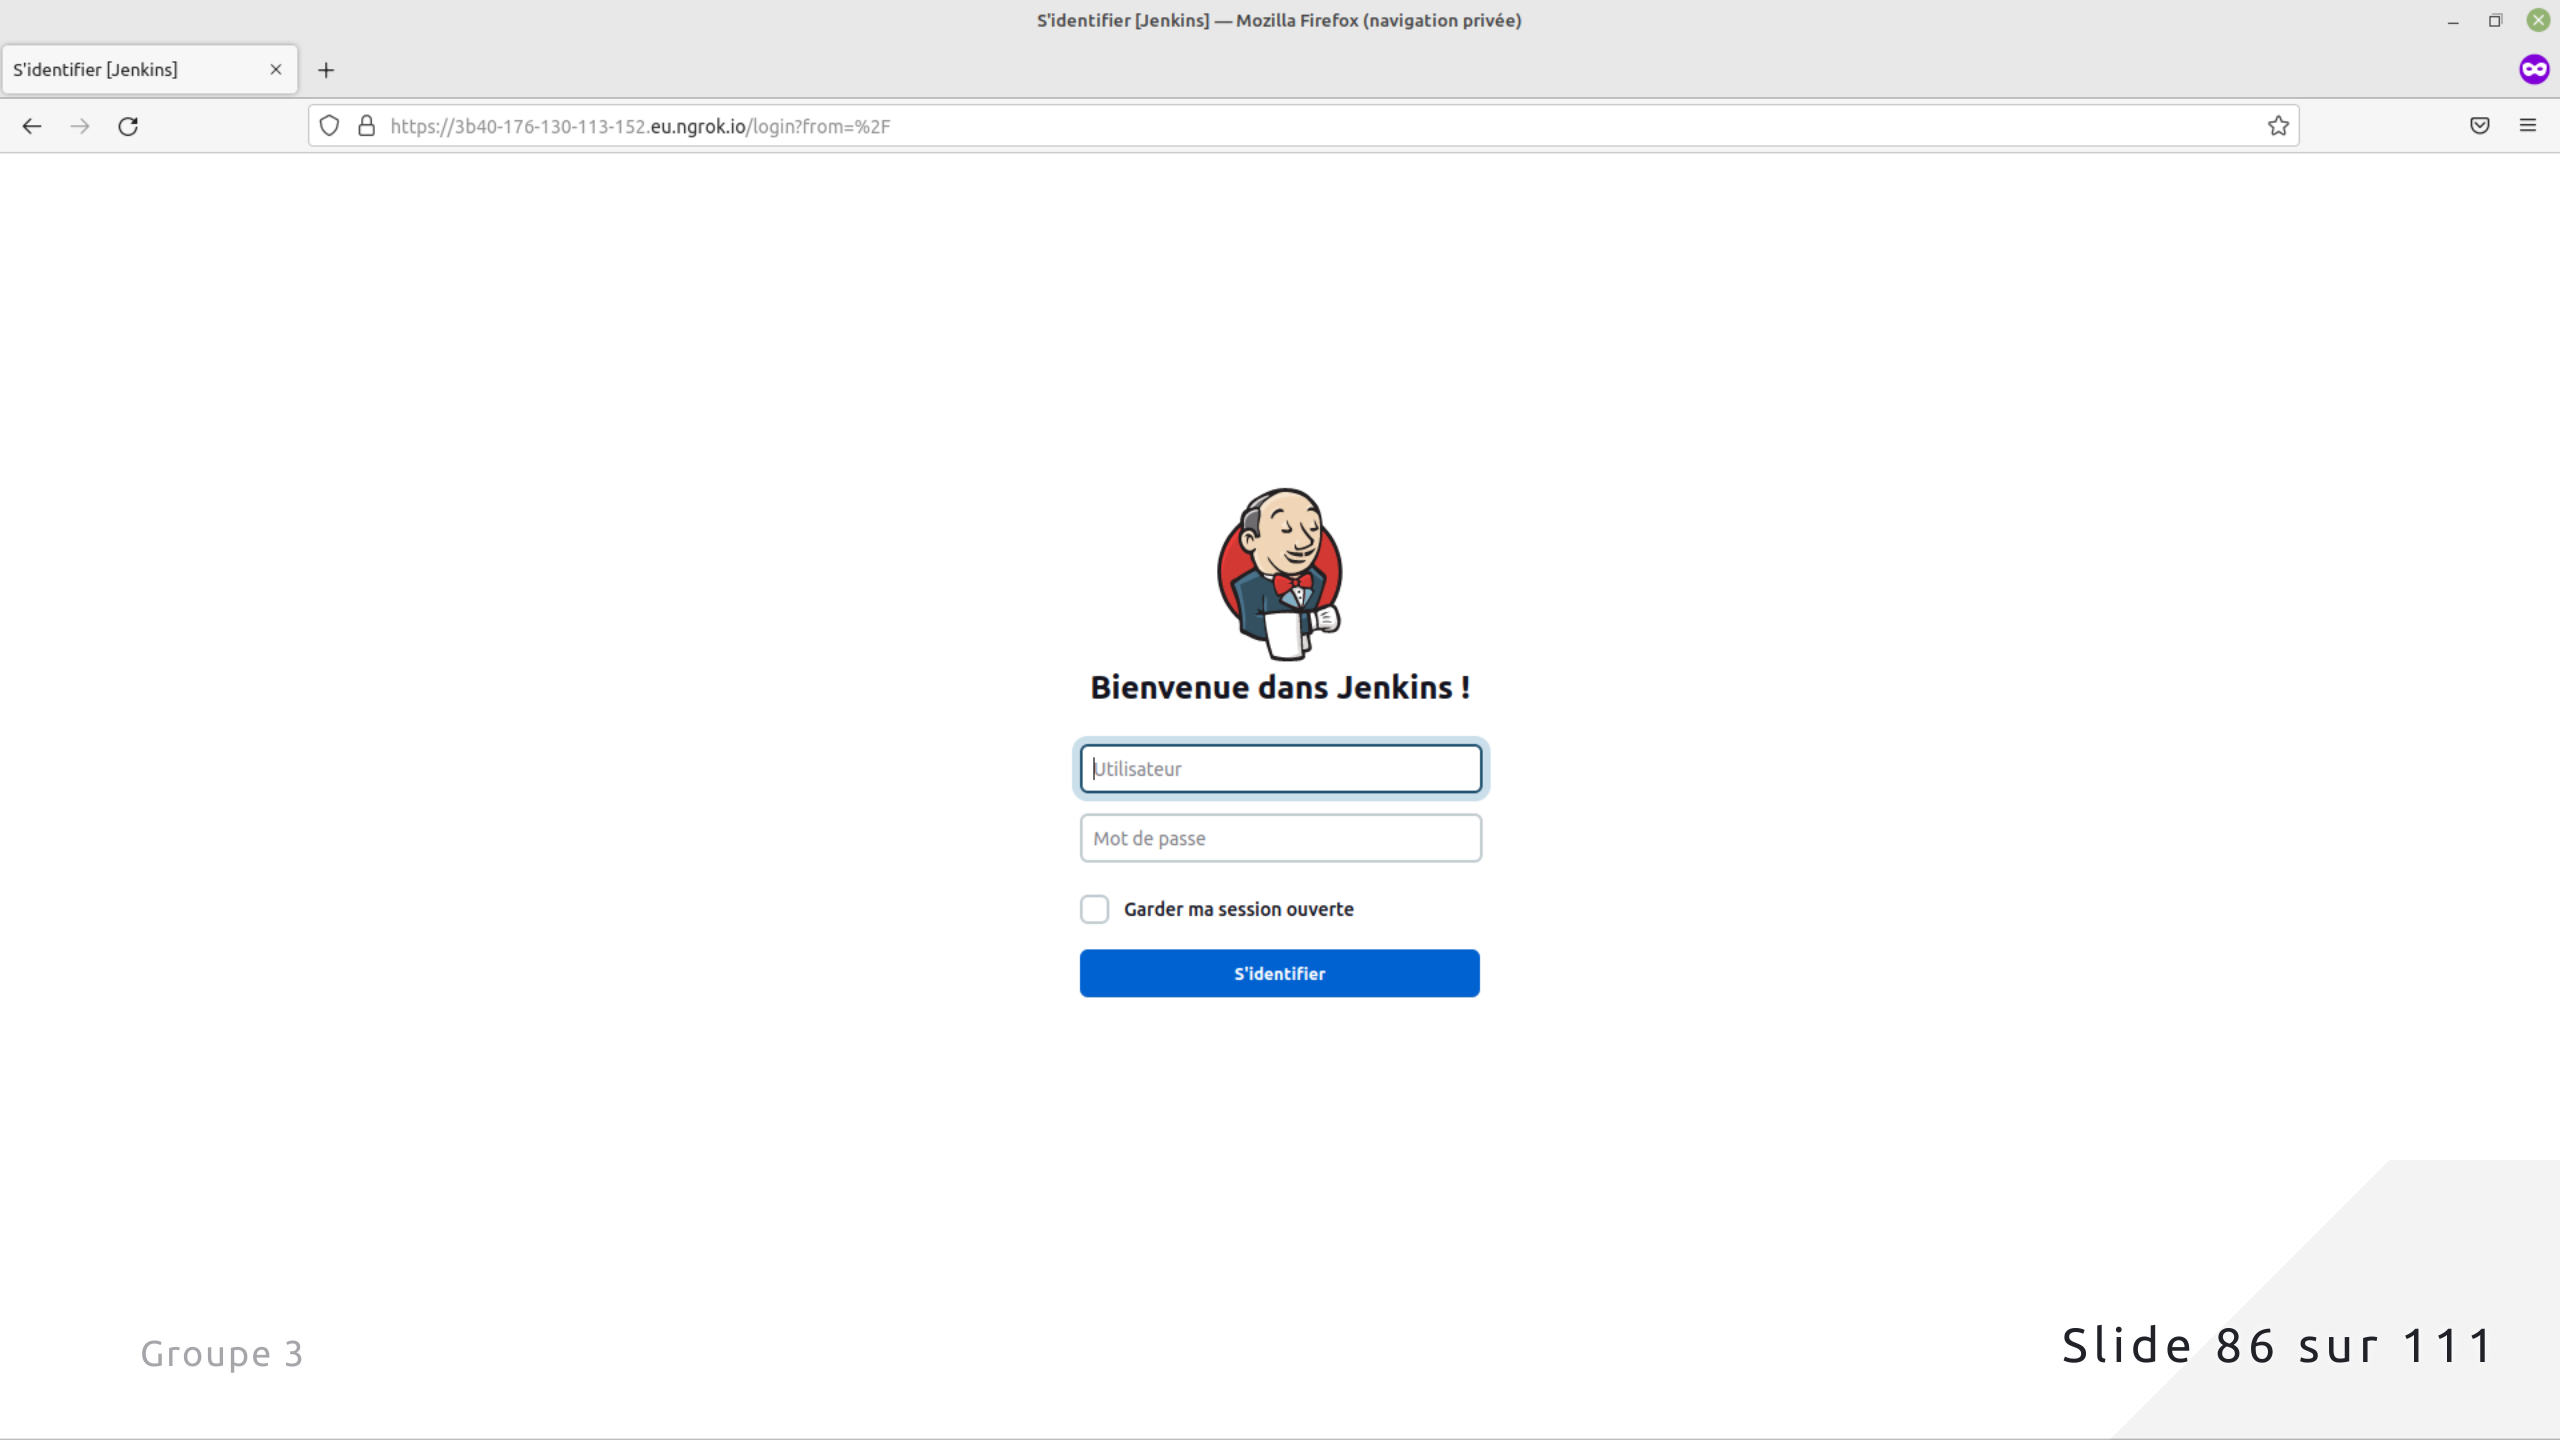 S'identifier [Jenkins] — Mozilla Firefox (navigation privée)
S'identifier [Jenkins]
https://3b40-176-130-113-152.eu.ngrok.io/login?from=%2F
Bienvenue dans Jenkins !
Utilisateur
Mot de passe
Garder ma session ouverte
S'identifier
Groupe 3
Slide 86 sur 111